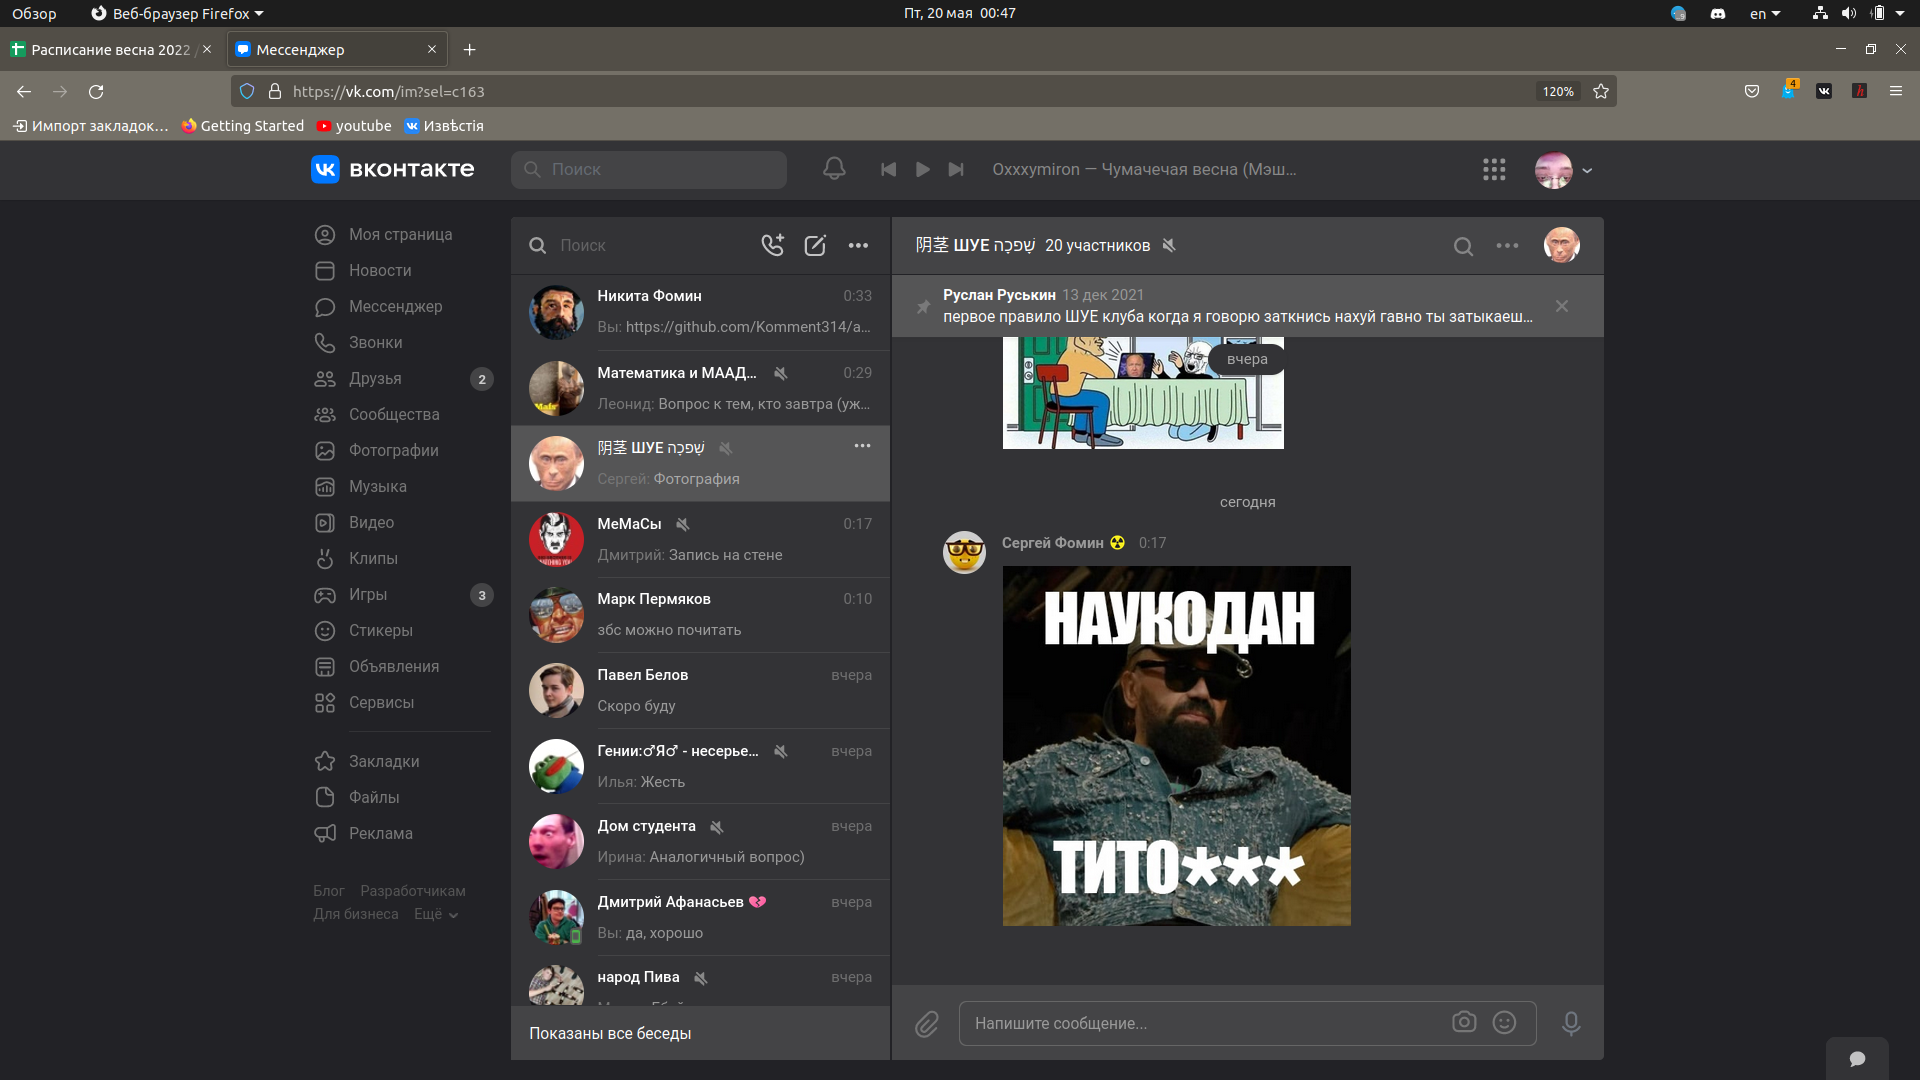 Обзор
Веб-браузер Firefox
Пт, 20 мая 00:47
en
Расписание весна 2022
Мессенджер
https://vk.com/im?sel=c163
120%
4
Импорт закладок…
Getting Started
youtube
Извѣстія
вконтакте
Поиск
Oxxxymiron — Чумачечая весна (Мэш...
Моя страница
Новости
Мессенджер
Звонки
Друзья
2
Сообщества
Фотографии
Музыка
Видео
Клипы
Игры
3
Стикеры
Объявления
Сервисы
Закладки
Файлы
Реклама
Блог Разработчикам
Для бизнеса Ещё
Поиск
Никита Фомин
0:33
Вы: https://github.com/Komment314/a...
Математика и МААД...
0:29
Леонид: Вопрос к тем, кто завтра (уж...
阴茎 ШУЕ שָׁפכָה
Сергей: Фотография
МеМаСы
0:17
Дмитрий: Запись на стене
Марк Пермяков
0:10
збс можно почитать
Павел Белов
вчера
Скоро буду
Гении:♂Я♂ - несерье...
вчера
Илья: Жесть
Дом студента
вчера
Ирина: Аналогичный вопрос)
Дмитрий Афанасьев 💔
вчера
Вы: да, хорошо
народ Пива
вчера
Показаны все беседы
阴茎 ШУЕ שָׁפכָה 20 участников
Руслан Руськин 13 дек 2021
первое правило ШУЕ клуба когда я говорю заткнись нахуй гавно ты затыкаеш...
вчера
сегодня
Сергей Фомин ☢ 0:17
НАУКОДАН
ТИТО***
Напишите сообщение...